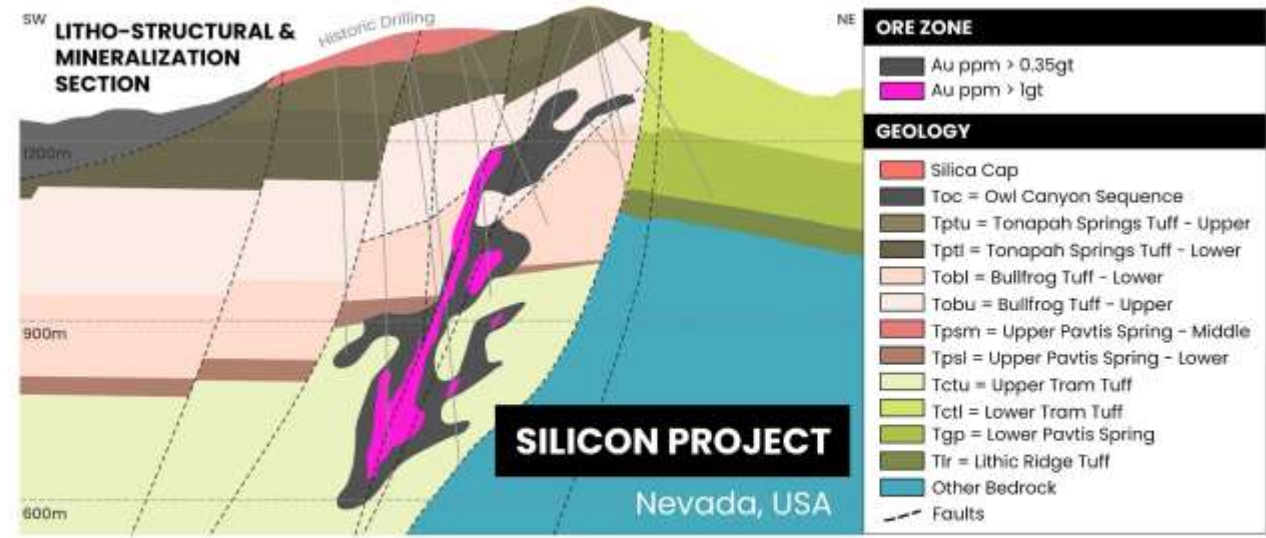 SW
NE
LITHO-STRUCTURAL &
MINERALIZATION
SECTION
Historic Drilling
1200m
900m
600m
SILICON PROJECT
Nevada, USA
ORE ZONE
Au ppm > 0.35gt
Au ppm > 1gt
GEOLOGY
Silica Cap
Toc = Owl Canyon Sequence
Tptu = Tonapah Springs Tuff - Upper
Tptl = Tonapah Springs Tuff - Lower
Tobl = Bullfrog Tuff - Lower
Tobu = Bullfrog Tuff - Upper
Tpsm = Upper Pavtis Spring - Middle
Tpsl = Upper Pavtis Spring - Lower
Tctu = Upper Tram Tuff
Tctl = Lower Tram Tuff
Tgp = Lower Pavtis Spring
Tlr = Lithic Ridge Tuff
Other Bedrock
Faults